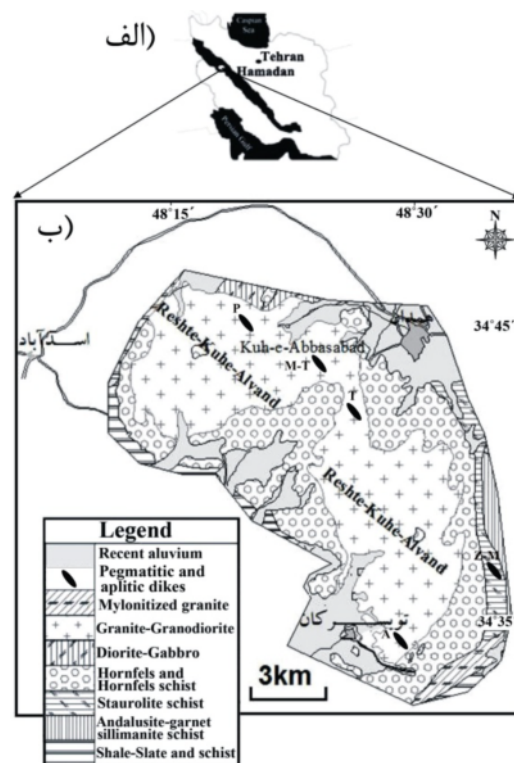 الف)
Caspian
Sea
Tehran
Hamadan
Persian Gulf
ب)
48°15´
48°30´
N
اسدآباد
همدان
34°45´
P
Reshte-Kuhe-Alvand
Kuh-e-Abbasabad
M-T
T
Reshte-Kuhe-Alvand
Z-M
34°35´
تویسرکان
A
3km
Legend
Recent aluvium
Pegmatitic and
aplitic dikes
Mylonitized granite
Granite-Granodiorite
Diorite-Gabbro
Hornfels and
Hornfels schist
Staurolite schist
Andalusite-garnet
sillimanite schist
Shale-Slate and schist